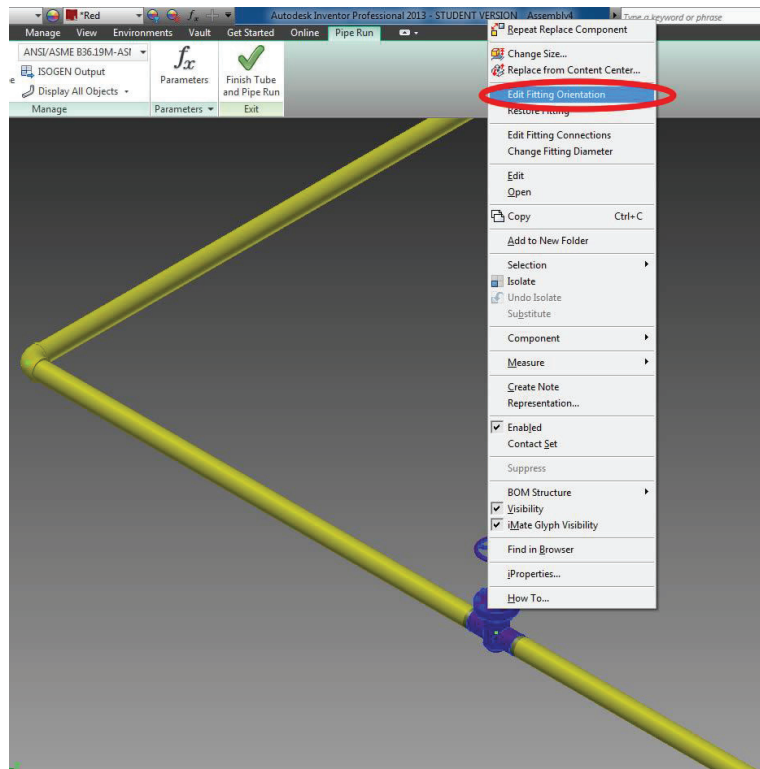 *Red
Autodesk Inventor Professional 2013 - STUDENT VERSION Assembly4
Type a keyword or phrase
Manage View Environments Vault Get Started Online Pipe Run
ANSI/ASME B36.19M-ASI
ISOGEN Output
Display All Objects
Parameters
Finish Tube
and Pipe Run
Manage Parameters Exit
Repeat Replace Component
Change Size...
Replace from Content Center...
Edit Fitting Orientation
Restore Fitting
Edit Fitting Connections
Change Fitting Diameter
Edit
Open
Copy Ctrl+C
Add to New Folder
Selection
Isolate
Undo Isolate
Substitute
Component
Measure
Create Note
Representation...
Enabled
Contact Set
Suppress
BOM Structure
Visibility
iMate Glyph Visibility
Find in Browser
iProperties...
How To...